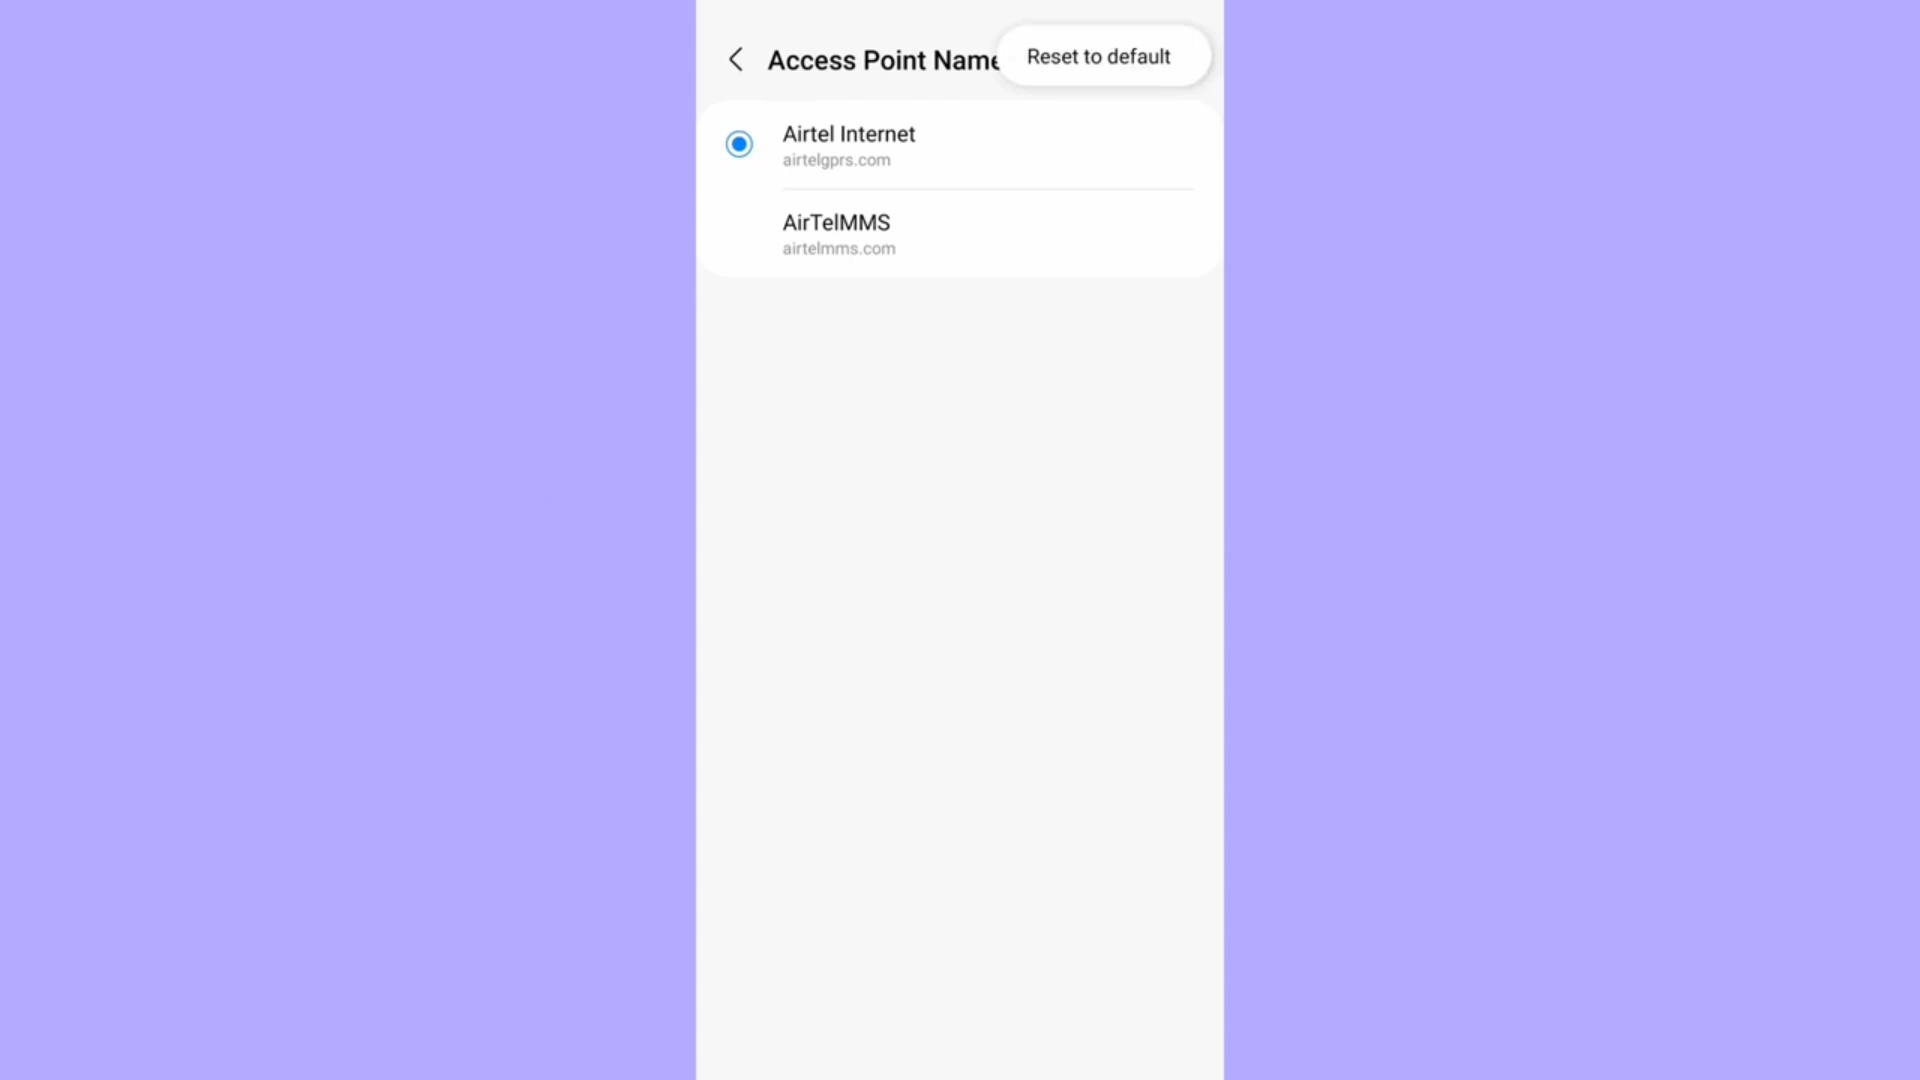 Access Point Name
Reset to default
Airtel Internet
airtelgprs.com
AirTelMMS
airtelmms.com